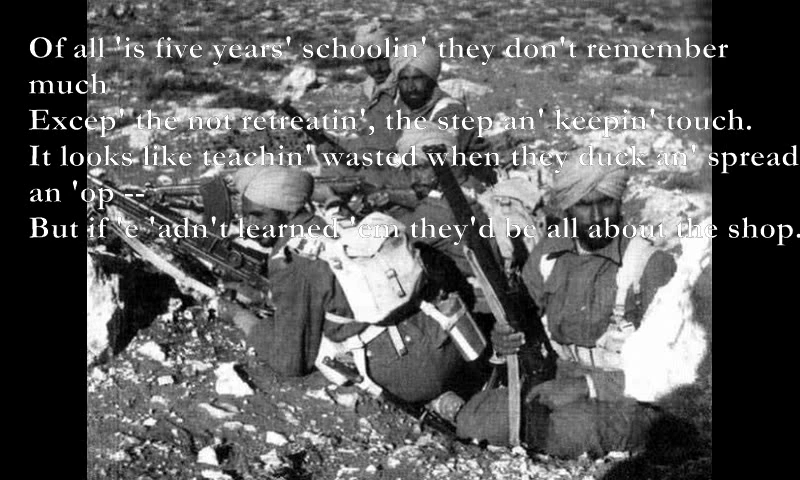 Of all 'is five years' schoolin' they don't remember
much
Excep' the not retreatin', the step an' keepin' touch.
It looks like teachin' wasted when they duck an' spread
an 'op --
But if 'e 'adn't learned 'em they'd be all about the shop.